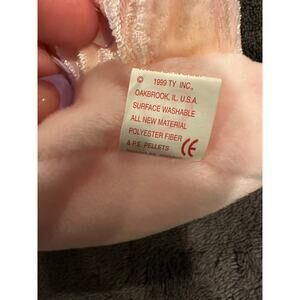 © 1999 TY INC.,
OAKBROOK, IL. U.S.A.
SURFACE WASHABLE
ALL NEW MATERIAL
POLYESTER FIBER
& P.E. PELLETS CE